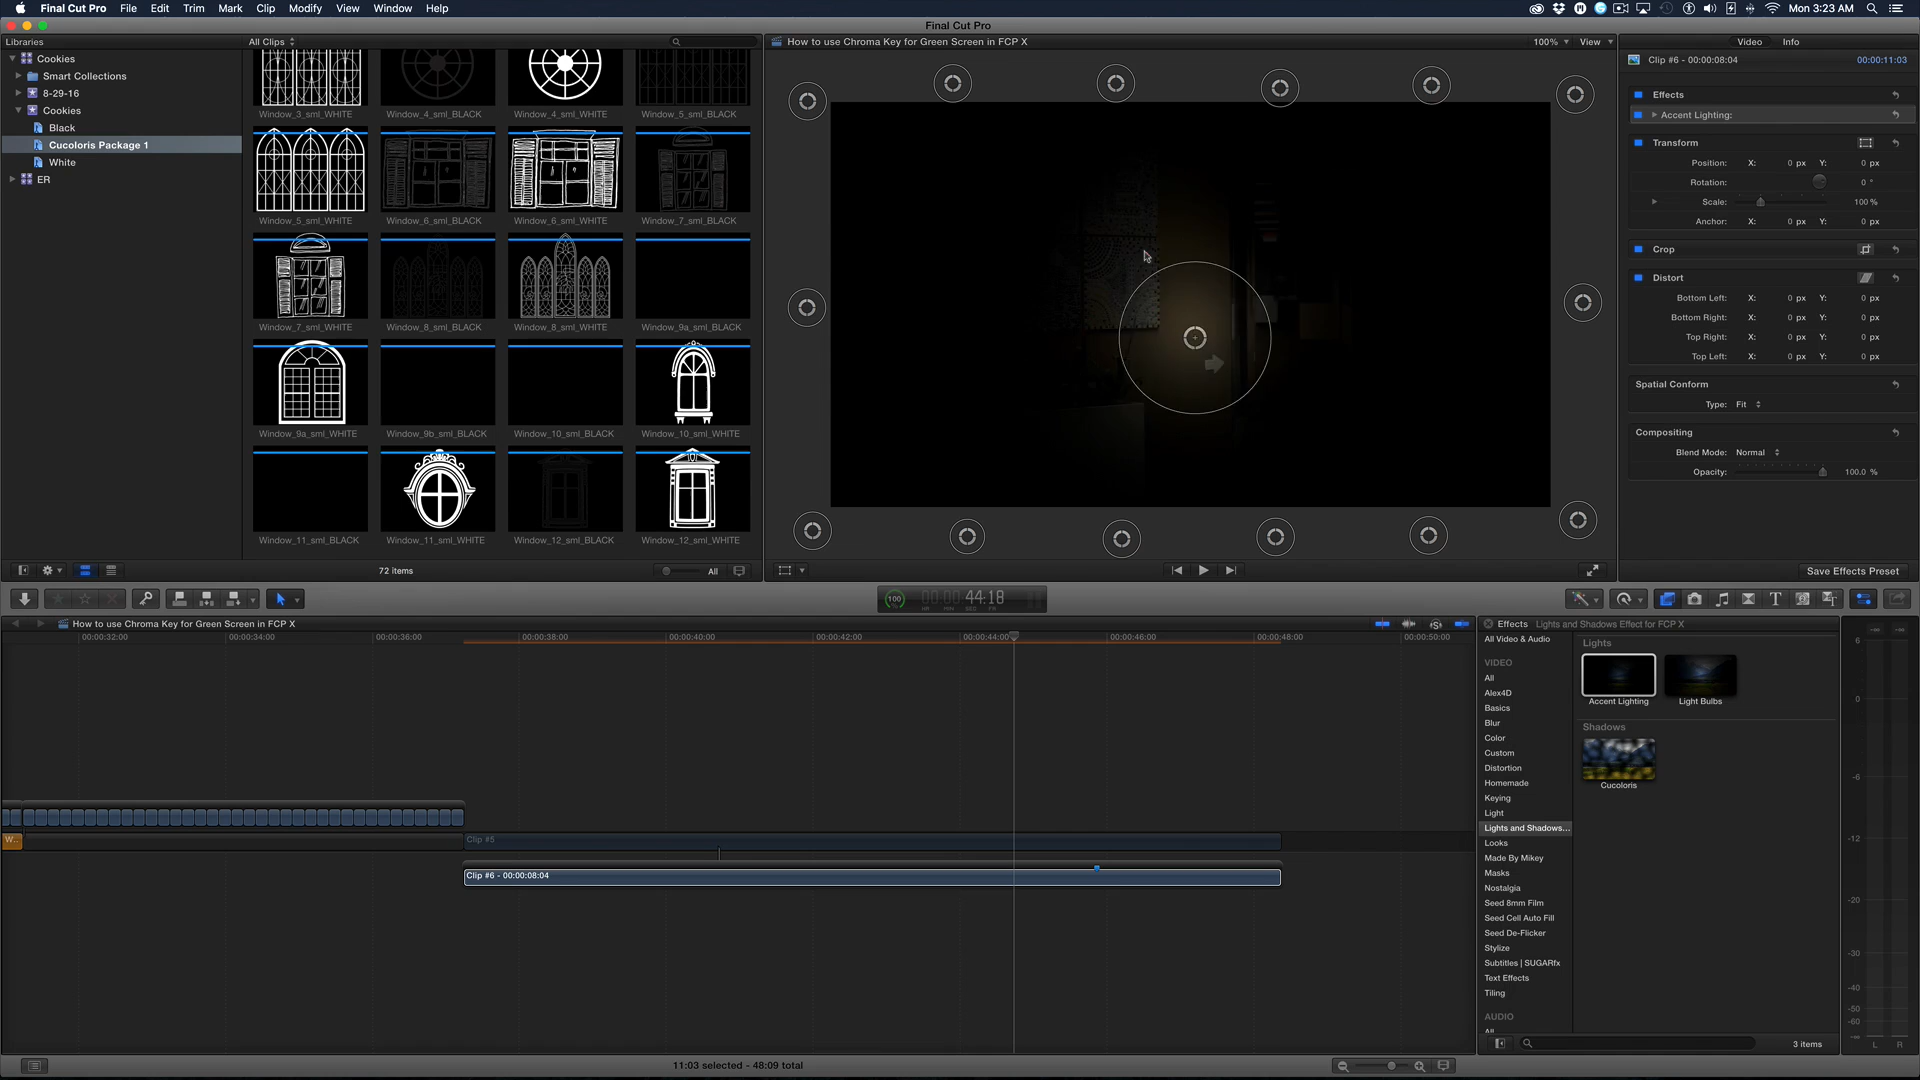 Final Cut Pro File Edit Trim Mark Clip Modify View Window Help
Mon 3:23 AM
Final Cut Pro
Libraries
Cookies
Smart Collections
8-29-16
Cookies
Black
Cucoloris Package 1
White
ER
All Clips
Window_3_sml_WHITE Window_4_sml_BLACK Window_4_sml_WHITE Window_5_sml_BLACK
Window_5_sml_WHITE Window_6_sml_BLACK Window_6_sml_WHITE Window_7_sml_BLACK
Window_7_sml_WHITE Window_8_sml_BLACK Window_8_sml_WHITE Window_9a_sml_BLACK
Window_9a_sml_WHITE Window_9b_sml_BLACK Window_10_sml_BLACK Window_10_sml_WHITE
Window_11_sml_BLACK Window_11_sml_WHITE Window_12_sml_BLACK Window_12_sml_WHITE
72 items
All
How to use Chroma Key for Green Screen in FCP X
100% View
Video Info
Clip #6 - 00:00:08:04 00:00:11:03
Effects
Accent Lighting:
Transform
Position: X: 0 px Y: 0 px
Rotation: 0 °
Scale: 100 %
Anchor: X: 0 px Y: 0 px
Crop
Distort
Bottom Left: X: 0 px Y: 0 px
Bottom Right: X: 0 px Y: 0 px
Top Right: X: 0 px Y: 0 px
Top Left: X: 0 px Y: 0 px
Spatial Conform
Type: Fit
Compositing
Blend Mode: Normal
Opacity: 100.0 %
Save Effects Preset
100 00:00 44:18
HR MIN SEC FR
How to use Chroma Key for Green Screen in FCP X
00:00:32:00 00:00:34:00 00:00:36:00 00:00:38:00 00:00:40:00 00:00:42:00 00:00:44:00 00:00:46:00 00:00:48:00 00:00:50:00
W...
Clip #5
Clip #6 - 00:00:08:04
Effects Lights and Shadows Effect for FCP X
All Video & Audio
VIDEO
All
Alex4D
Basics
Blur
Color
Custom
Distortion
Homemade
Keying
Light
Lights and Shadows...
Looks
Made By Mikey
Masks
Nostalgia
Seed 8mm Film
Seed Cell Auto Fill
Seed De-Flicker
Stylize
Subtitles | SUGARfx
Text Effects
Tiling
AUDIO
All
Lights
Accent Lighting Light Bulbs
Shadows
Cucoloris
3 items
6
0
-6
-12
-20
-30
-40
-50
-60
-∞
L R
11:03 selected - 48:09 total